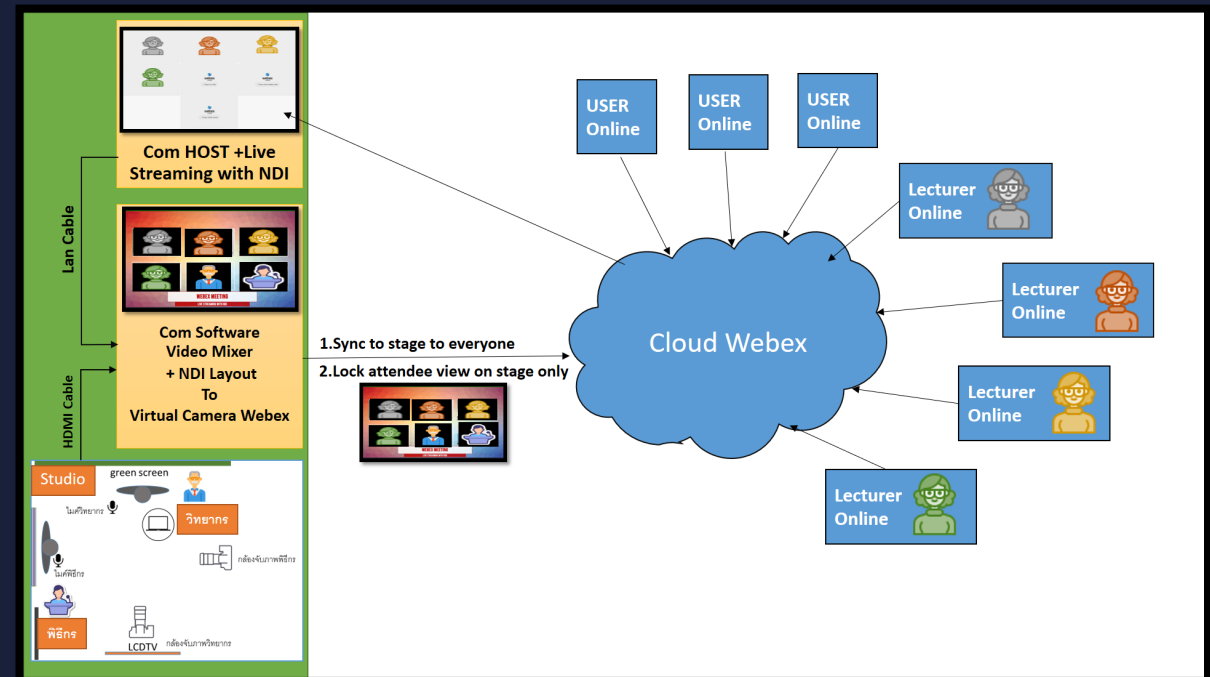 Com HOST +Live
Streaming with NDI
Lan Cable
WEBEX MEETING
LIVE STREAMING WITH NDI
Com Software
Video Mixer
+ NDI Layout
To
Virtual Camera Webex
HDMI Cable
Studio
green screen
ไมค์วิทยากร
วิทยากร
กล้องจับภาพพิธีกร
ไมค์พิธีกร
พิธีกร
LCDTV
กล้องจับภาพวิทยากร
1.Sync to stage to everyone
2.Lock attendee view on stage only
WEBEX MEETING
USER
Online
USER
Online
USER
Online
Lecturer
Online
Lecturer
Online
Cloud Webex
Lecturer
Online
Lecturer
Online